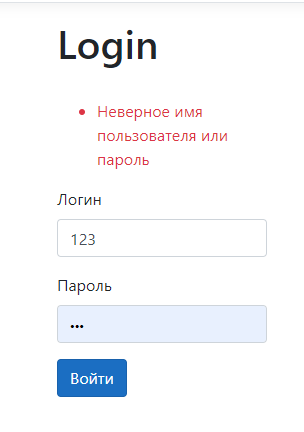 Login
Неверное имя
пользователя или
пароль
Логин
123
Пароль
•••
Войти